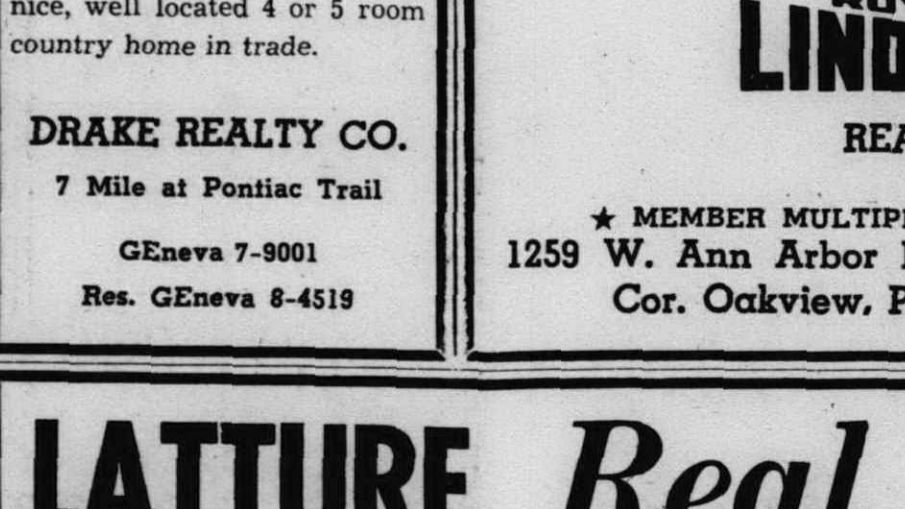 nice, well located 4 or 5 room
country home in trade.
DRAKE REALTY CO.
7 Mile at Pontiac Trail
GEneva 7-9001
Res. GEneva 8-4519
LIND
REA
★ MEMBER MULTIP
1259 W. Ann Arbor
Cor. Oakview, P
LATTURE Real